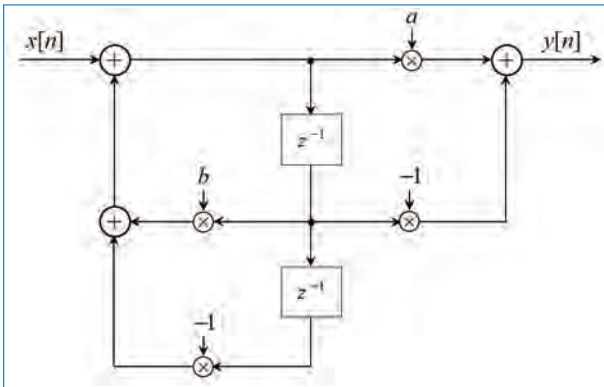 a
x[n]
y[n]
+
×
+
z⁻¹
b
−1
+
×
×
z⁻¹
−1
×